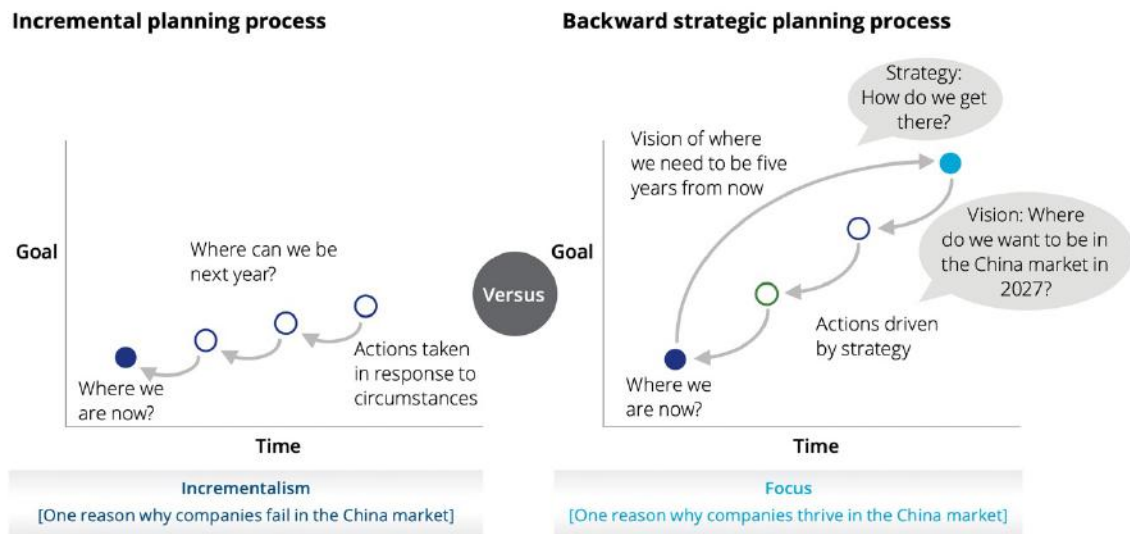 Incremental planning process
Goal
Where can we be
next year?
Where we
are now?
Actions taken
in response to
circumstances
Time
Incrementalism
[One reason why companies fail in the China market]
Versus
Backward strategic planning process
Strategy:
How do we get
there?
Vision of where
we need to be five
years from now
Goal
Vision: Where
do we want to be in
the China market in
2027?
Actions driven
by strategy
Where we
are now?
Time
Focus
[One reason why companies thrive in the China market]